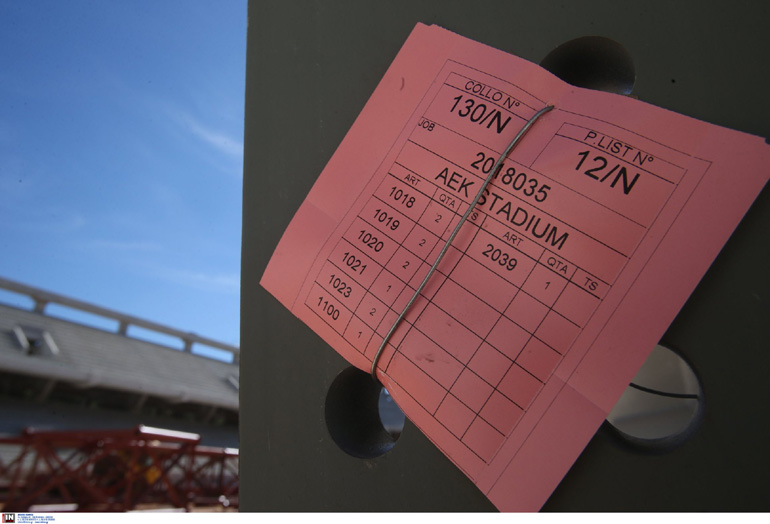 COLLO N°
130/N
P.LIST N°
12/N
JOB
2018035
AEK STADIUM
ART QTA TS ART QTA TS
1018 2 2039 1
1019 2
1020 2
1021 1
1023 2
1100 1